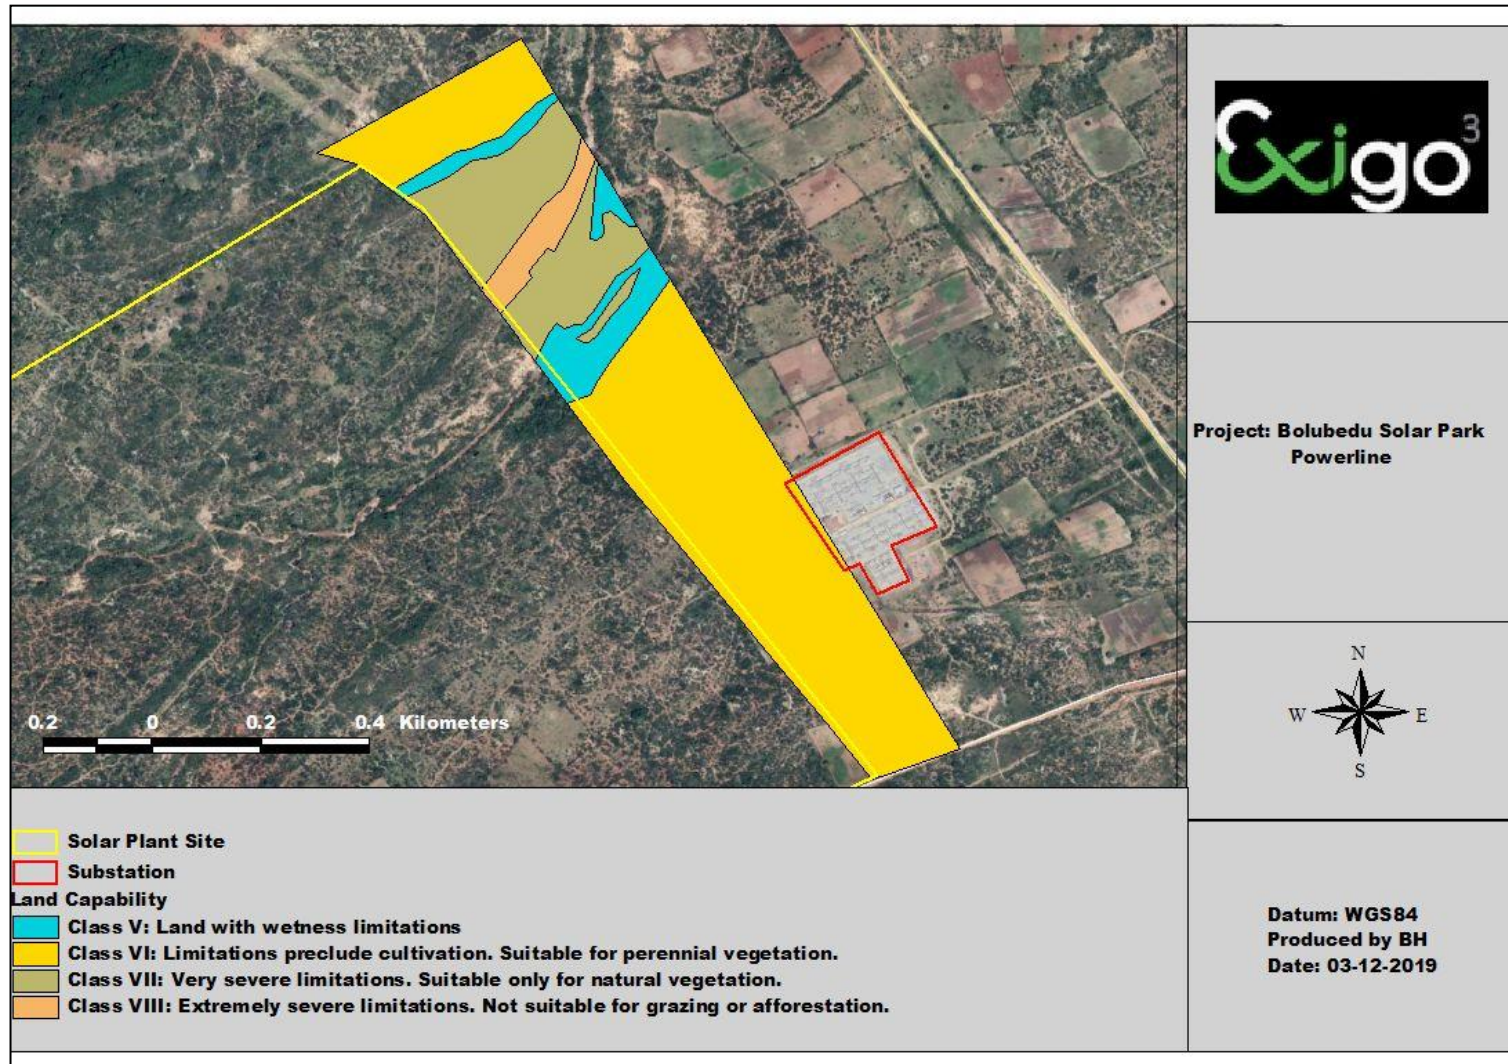 Exigo3
Project: Bolubedu Solar Park
Powerline
N
W
E
S
0.2 0 0.2 0.4 Kilometers
Solar Plant Site
Substation
Land Capability
Class V: Land with wetness limitations
Class VI: Limitations preclude cultivation. Suitable for perennial vegetation.
Class VII: Very severe limitations. Suitable only for natural vegetation.
Class VIII: Extremely severe limitations. Not suitable for grazing or afforestation.
Datum: WGS84
Produced by BH
Date: 03-12-2019